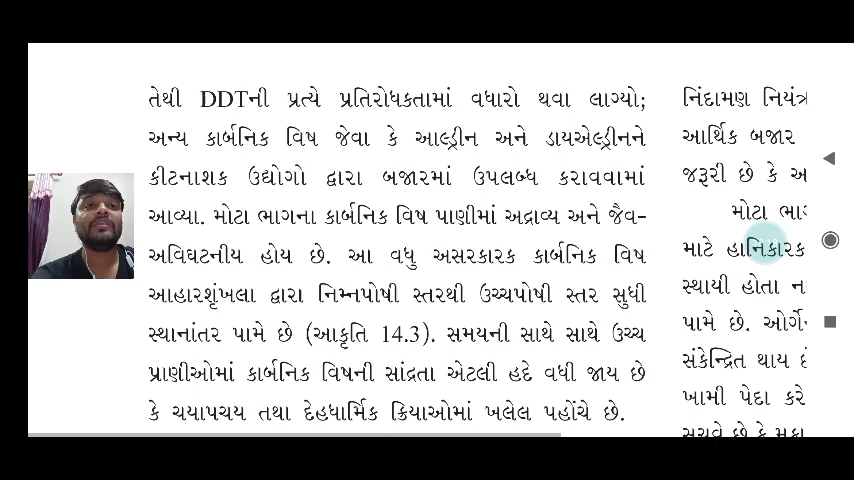 તેથી DDTની પ્રત્યે પ્રતિરોધકતામાં વધારો થવા લાગ્યો;
અન્ય કાર્બનિક વિષ જેવા કે આલ્ડ્રીન અને ડાયએલ્ડ્રીનને
કીટનાશક ઉદ્યોગો દ્વારા બજારમાં ઉપલબ્ધ કરાવવામાં
આવ્યા. મોટા ભાગના કાર્બનિક વિષ પાણીમાં અદ્રાવ્ય અને જૈવ-
અવિઘટનીય હોય છે. આ વધુ અસરકારક કાર્બનિક વિષ
આહારશૃંખલા દ્વારા નિમ્નપોષી સ્તરથી ઉચ્ચપોષી સ્તર સુધી
સ્થાનાંતર પામે છે (આકૃતિ 14.3). સમયની સાથે સાથે ઉચ્ચ
પ્રાણીઓમાં કાર્બનિક વિષની સાંદ્રતા એટલી હદે વધી જાય છે
કે ચયાપચય તથા દેહધાર્મિક ક્રિયાઓમાં ખલેલ પહોંચે છે.
નિંદામણ
આર્થિક બજાર
જરૂરી છે કે
મોટા
માટે હાનિકારક
સ્થાયી હોતા
પામે છે.
સંકેન્દ્રિત થાય
ખામી પેદા કરે